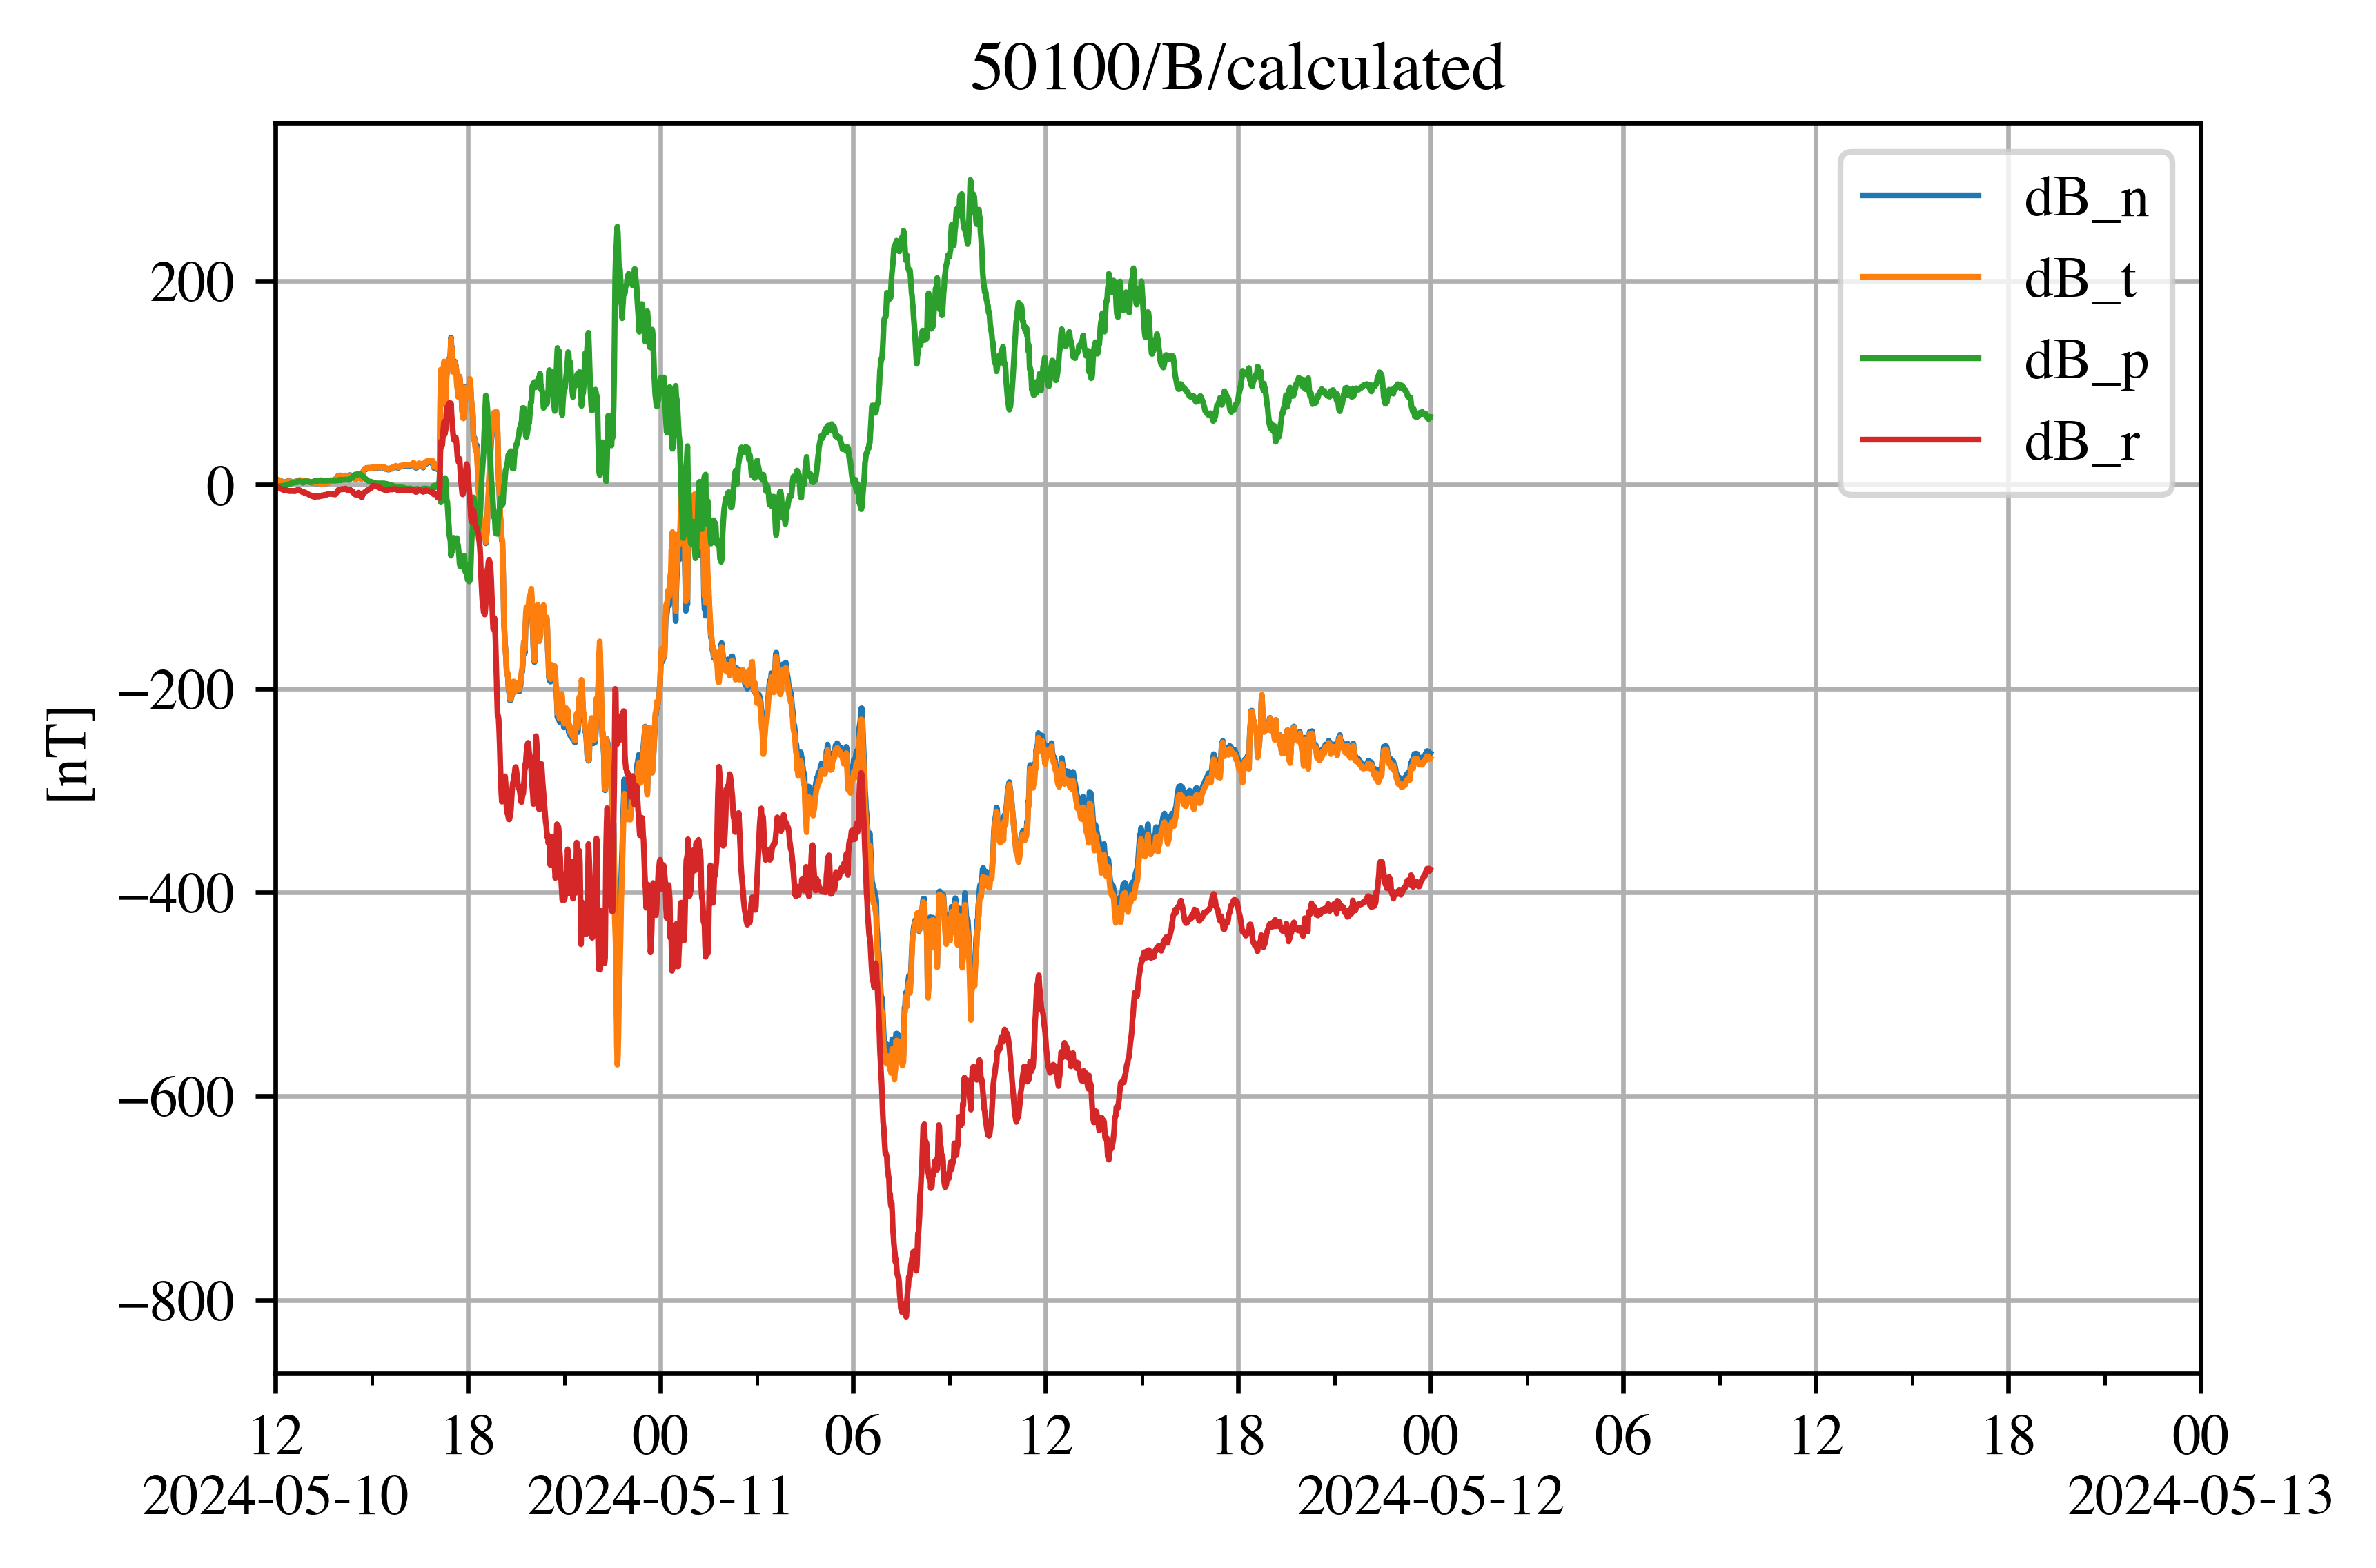 50100/B/calculated
dB_n
dB_t
dB_p
dB_r
200
0
−200
−400
−600
−800
[nT]
12 18 00 06 12 18 00 06 12 18 00
2024-05-10 2024-05-11 2024-05-12 2024-05-13